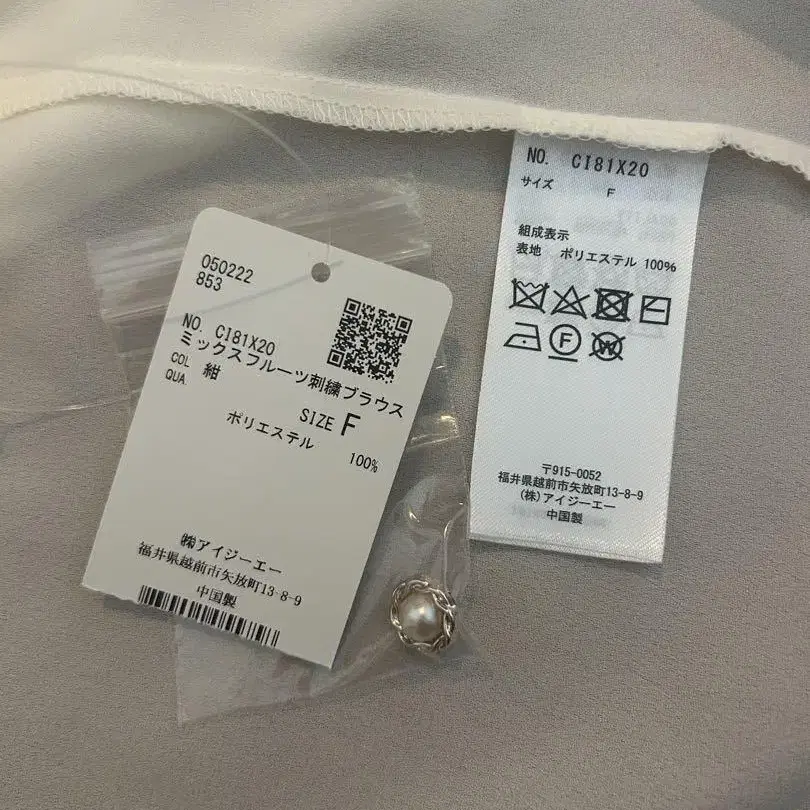 050222
853
NO. CI81X20
ミックスフルーツ刺繍ブラウス
COL 紺
QUA
SIZE F
ポリエステル
100%
㈱アイジーエー
福井県越前市矢放町13-8-9
中国製
NO. CI81X20
サイズ F
組成表示
表地 ポリエステル 100%
F
W
〒915-0052
福井県越前市矢放町13-8-9
(株)アイジーエー
中国製